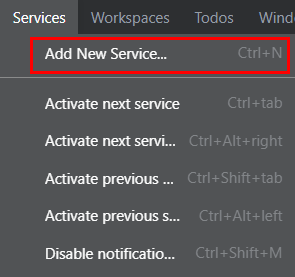 Services Workspaces Todos Wind
Add New Service... Ctrl+N
Activate next service Ctrl+tab
Activate next servi... Ctrl+Alt+right
Activate previous ... Ctrl+Shift+tab
Activate previous s... Ctrl+Alt+left
Disable notificatio... Ctrl+Shift+M